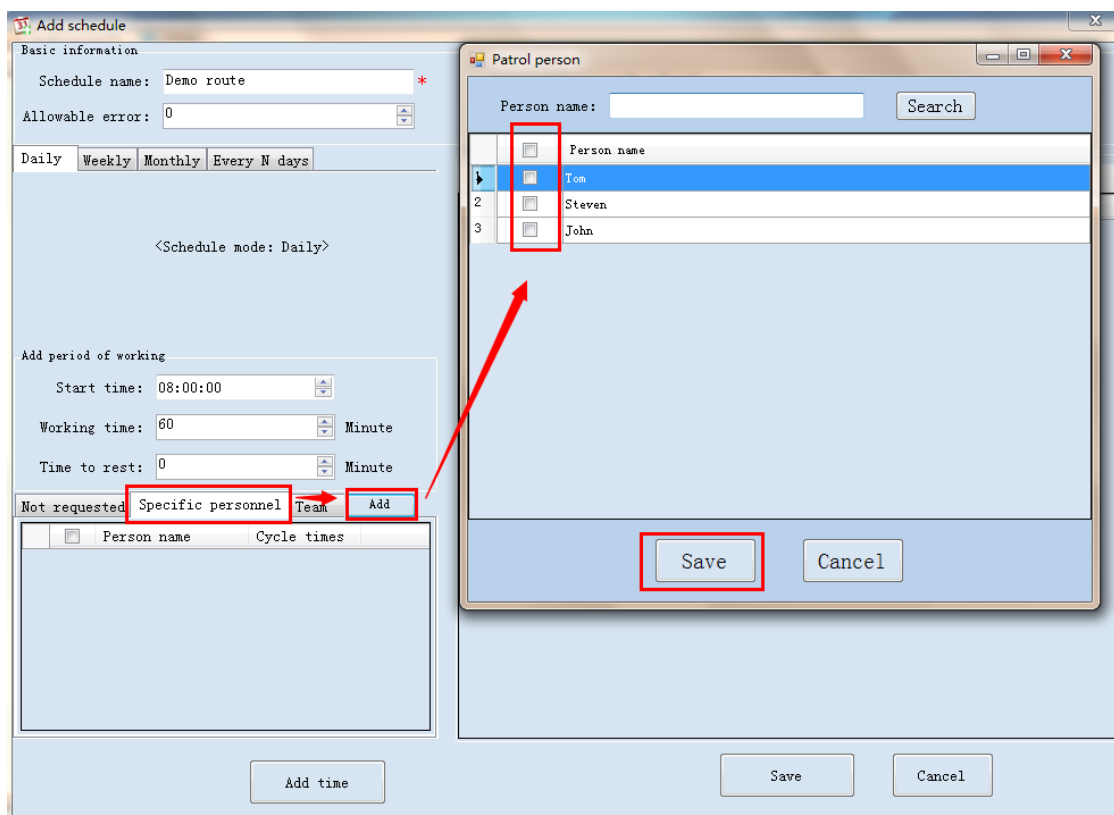 Add schedule
Basic information
Schedule name: Demo route *
Allowable error: 0
Daily Weekly Monthly Every N days
<Schedule mode: Daily>
Add period of working
Start time: 08:00:00
Working time: 60 Minute
Time to rest: 0 Minute
Not requested Specific personnel Team Add
Person name Cycle times
Add time
Patrol person
Person name: Search
Person name
Tom
2 Steven
3 John
Save Cancel
Save Cancel